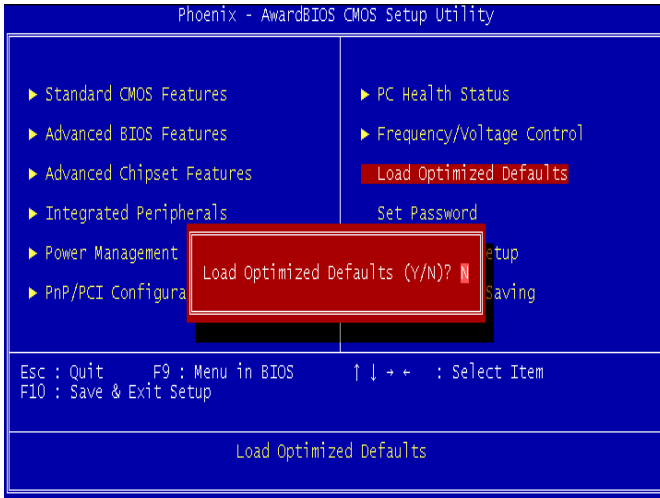 Phoenix - AwardBIOS CMOS Setup Utility
▶ Standard CMOS Features
▶ Advanced BIOS Features
▶ Advanced Chipset Features
▶ Integrated Peripherals
▶ Power Management
▶ PnP/PCI Configura
▶ PC Health Status
▶ Frequency/Voltage Control
Load Optimized Defaults
Set Password
etup
Saving
Load Optimized Defaults (Y/N)? N
Esc : Quit F9 : Menu in BIOS ↑ ↓ → ← : Select Item
F10 : Save & Exit Setup
Load Optimized Defaults